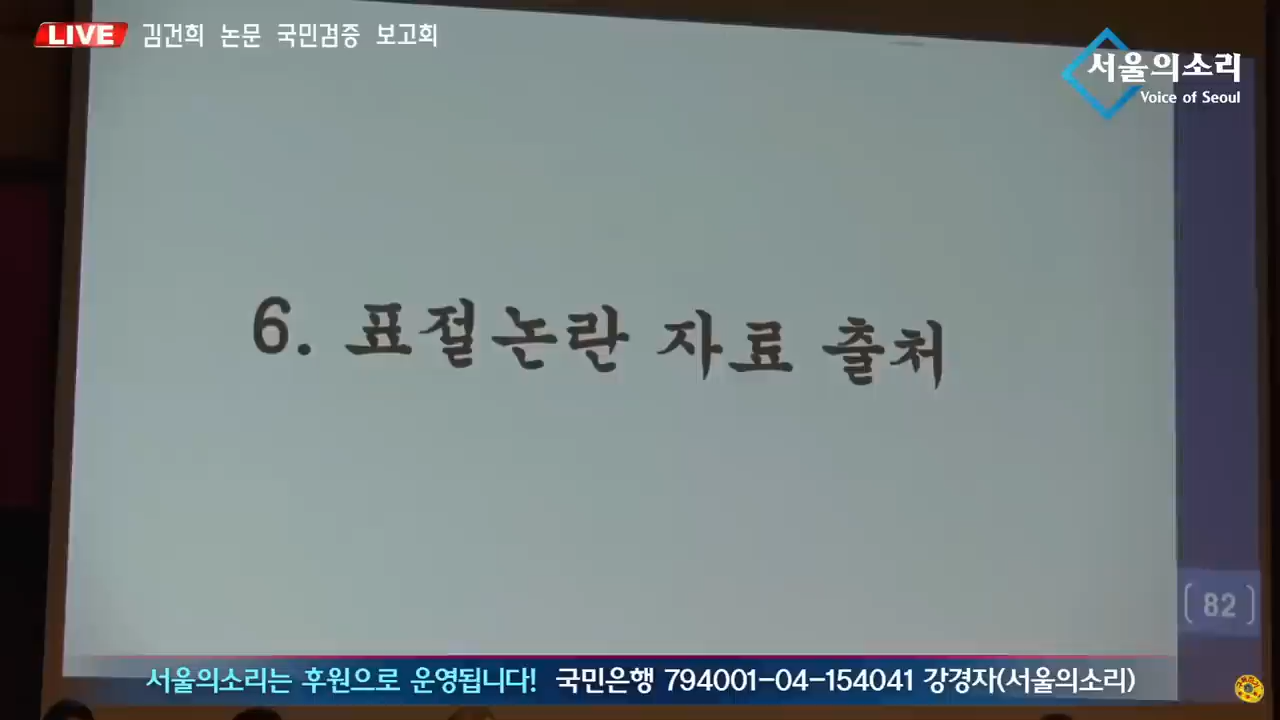 LIVE 김건희 논문 국민검증 보고회
서울의소리
Voice of Seoul
6. 표절논란 자료 출처
[ 82 ]
서울의소리는 후원으로 운영됩니다! 국민은행 794001-04-154041 강경자(서울의소리)